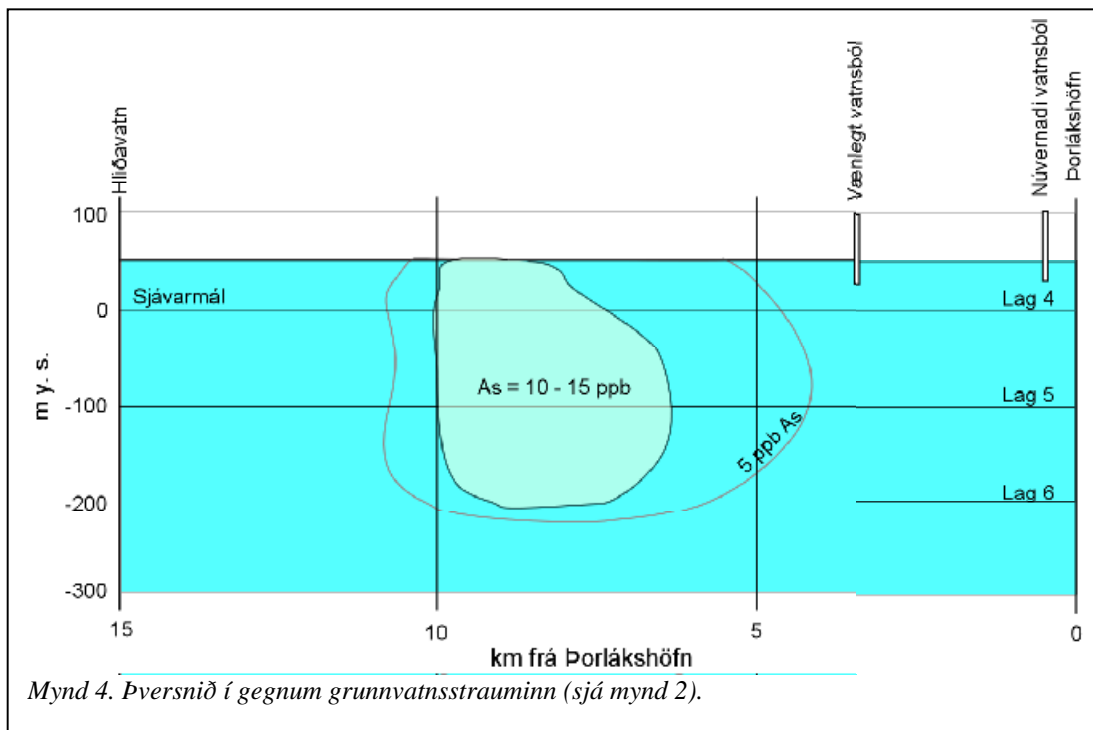 Hlíðavatn
Vænlegt vatnsból
Núvernadi vatnsból
Þorlákshöfn
100
0
-100
-200
-300
m y. s.
Sjávarmál
As = 10 - 15 ppb
5 ppb As
Lag 4
Lag 5
Lag 6
15
10
5
0
km frá Þorlákshöfn
Mynd 4. Þversnið í gegnum grunnvatnsstrauminn (sjá mynd 2).